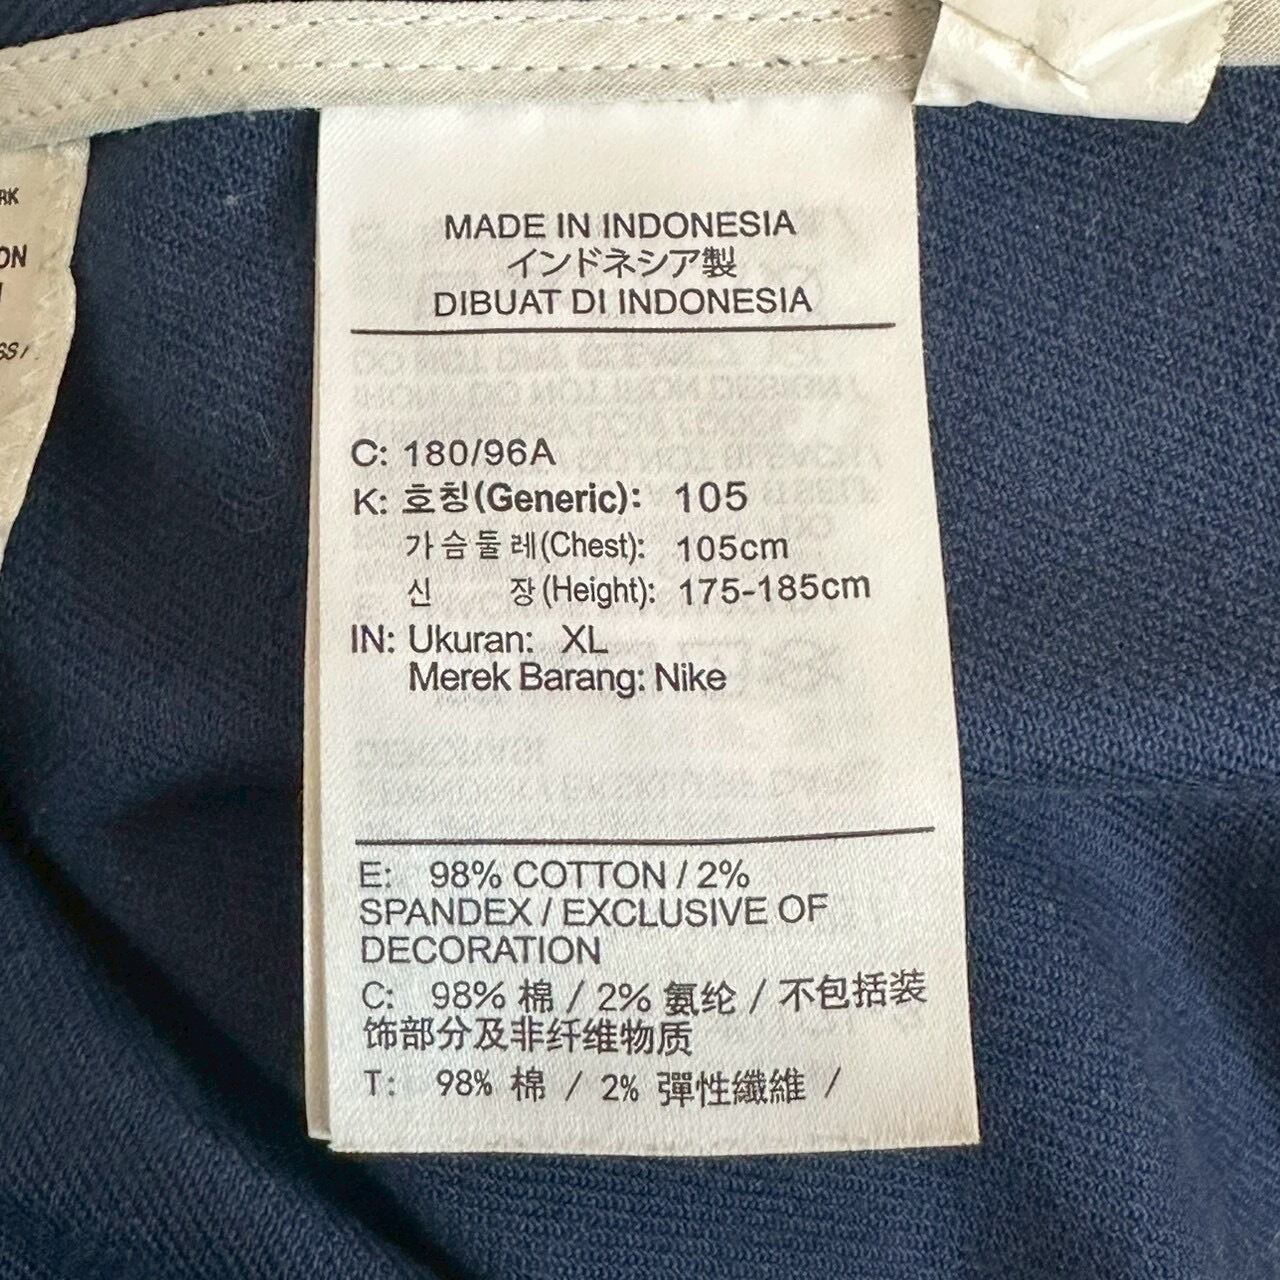 RK
ON
SS/
MADE IN INDONESIA
インドネシア製
DIBUAT DI INDONESIA
C: 180/96A
K: 호칭(Generic): 105
가슴둘레(Chest): 105cm
신 장(Height): 175-185cm
IN: Ukuran: XL
Merek Barang: Nike
E: 98% COTTON / 2%
SPANDEX / EXCLUSIVE OF
DECORATION
C: 98% 棉 / 2% 氨纶 / 不包括装
饰部分及非纤维物质
T: 98% 棉 / 2% 彈性纖維 /